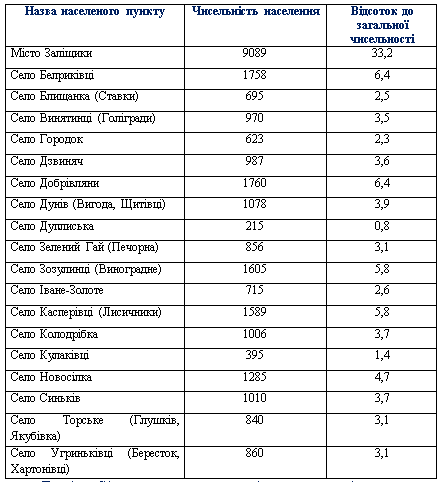 Назва населеного пункту Чисельність населення Відсоток до
загальної
чисельності
Місто Заліщики 9089 33,2
Село Бедриківці 1758 6,4
Село Блищанка (Ставки) 695 2,5
Село Винятинці (Голігради) 970 3,5
Село Городок 623 2,3
Село Дзвиняч 987 3,6
Село Добрівляни 1760 6,4
Село Дунів (Вигода, Щитівці) 1078 3,9
Село Дуплиська 215 0,8
Село Зелений Гай (Печорна) 856 3,1
Село Зозулинці (Виноградне) 1605 5,8
Село Іване-Золоте 715 2,6
Село Касперівці (Лисичники) 1589 5,8
Село Колодрібка 1006 3,7
Село Кулаківці 395 1,4
Село Новосілка 1285 4,7
Село Синьків 1010 3,7
Село Торське (Глушків, 840 3,1
Якубівка)
Село Угриньківці (Бересток, 860 3,1
Хартонівці)